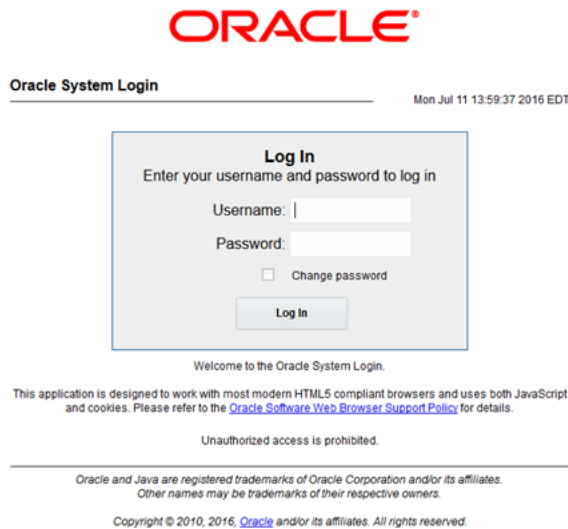 ORACLE®
Oracle System Login
Mon Jul 11 13:59:37 2016 EDT
Log In
Enter your username and password to log in
Username:
Password:
Change password
Log In
Welcome to the Oracle System Login.
This application is designed to work with most modern HTML5 compliant browsers and uses both JavaScript
and cookies. Please refer to the Oracle Software Web Browser Support Policy for details.
Unauthorized access is prohibited.
Oracle and Java are registered trademarks of Oracle Corporation and/or its affiliates.
Other names may be trademarks of their respective owners.
Copyright © 2010, 2016, Oracle and/or its affiliates. All rights reserved.